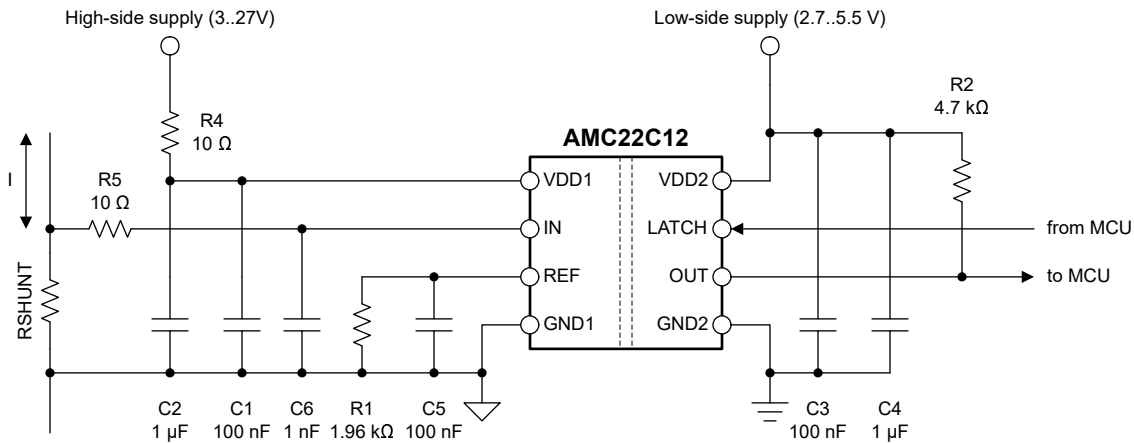 High-side supply (3..27V)
Low-side supply (2.7..5.5 V)
R4
10 Ω
R2
4.7 kΩ
AMC22C12
I
R5
10 Ω
VDD1
VDD2
IN
LATCH
from MCU
REF
OUT
to MCU
RSHUNT
GND1
GND2
C2
1 µF
C1
100 nF
C6
1 nF
R1
1.96 kΩ
C5
100 nF
C3
100 nF
C4
1 µF